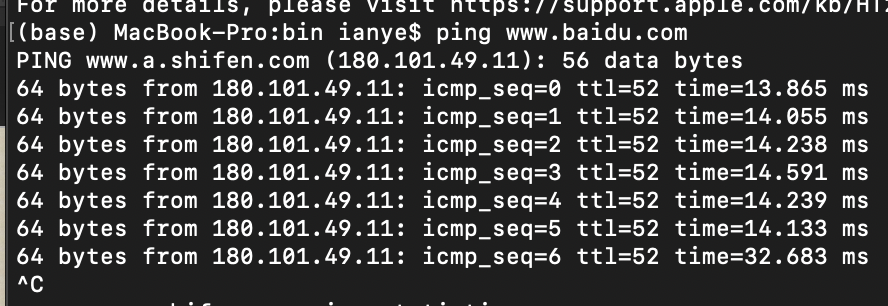 For more details, please visit https://support.apple.com/kb/HT
[(base) MacBook-Pro:bin ianye$ ping www.baidu.com
PING www.a.shifen.com (180.101.49.11): 56 data bytes
64 bytes from 180.101.49.11: icmp_seq=0 ttl=52 time=13.865 ms
64 bytes from 180.101.49.11: icmp_seq=1 ttl=52 time=14.055 ms
64 bytes from 180.101.49.11: icmp_seq=2 ttl=52 time=14.238 ms
64 bytes from 180.101.49.11: icmp_seq=3 ttl=52 time=14.591 ms
64 bytes from 180.101.49.11: icmp_seq=4 ttl=52 time=14.239 ms
64 bytes from 180.101.49.11: icmp_seq=5 ttl=52 time=14.133 ms
64 bytes from 180.101.49.11: icmp_seq=6 ttl=52 time=32.683 ms
^C